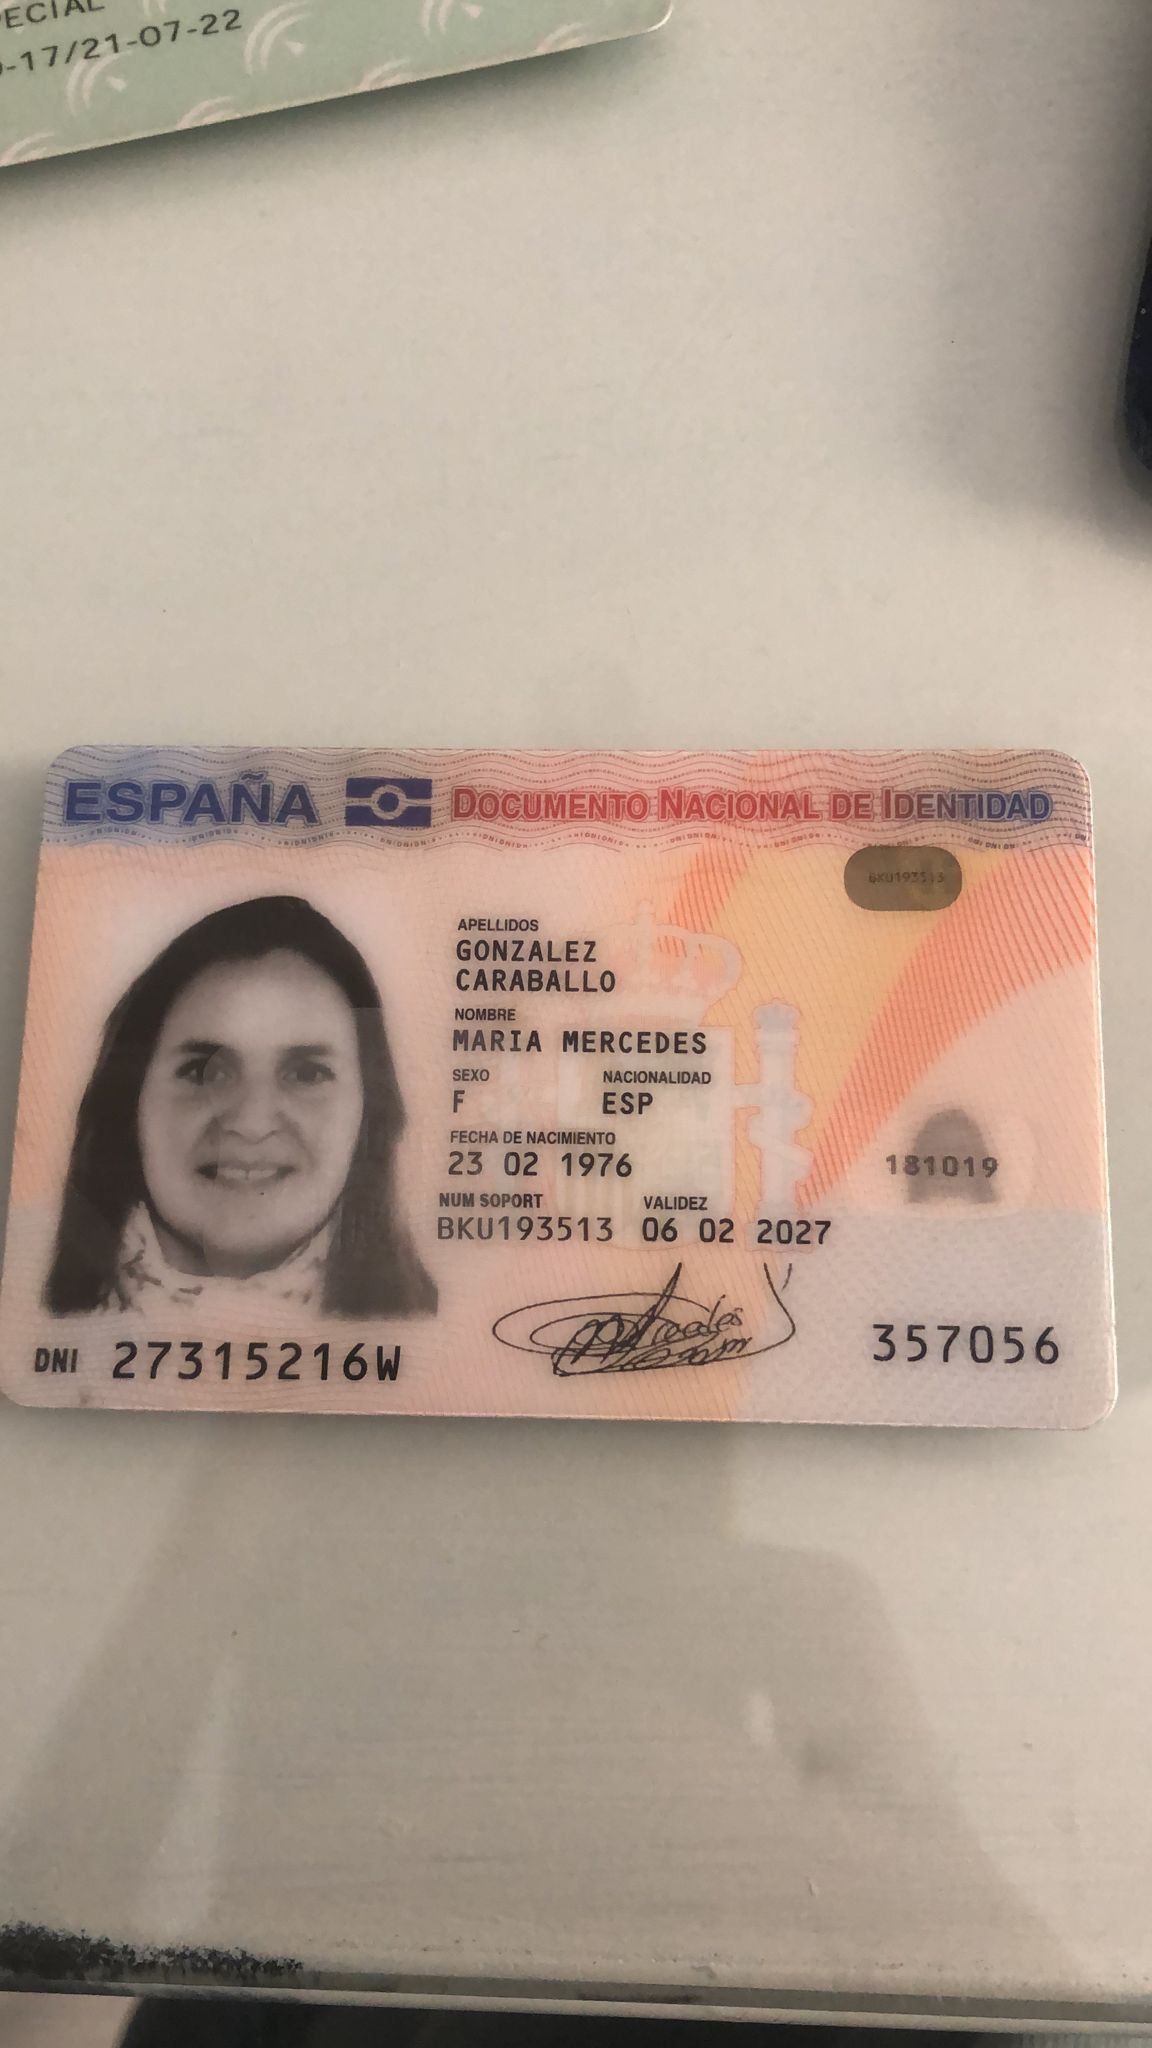 ECIAL
-17/21-07-22
ESPAÑA DOCUMENTO NACIONAL DE IDENTIDAD
BKU193513
APELLIDOS
GONZALEZ
CARABALLO
NOMBRE
MARIA MERCEDES
SEXO NACIONALIDAD
F ESP
FECHA DE NACIMIENTO
23 02 1976
181019
NUM SOPORT VALIDEZ
BKU193513 06 02 2027
DNI 27315216W
357056